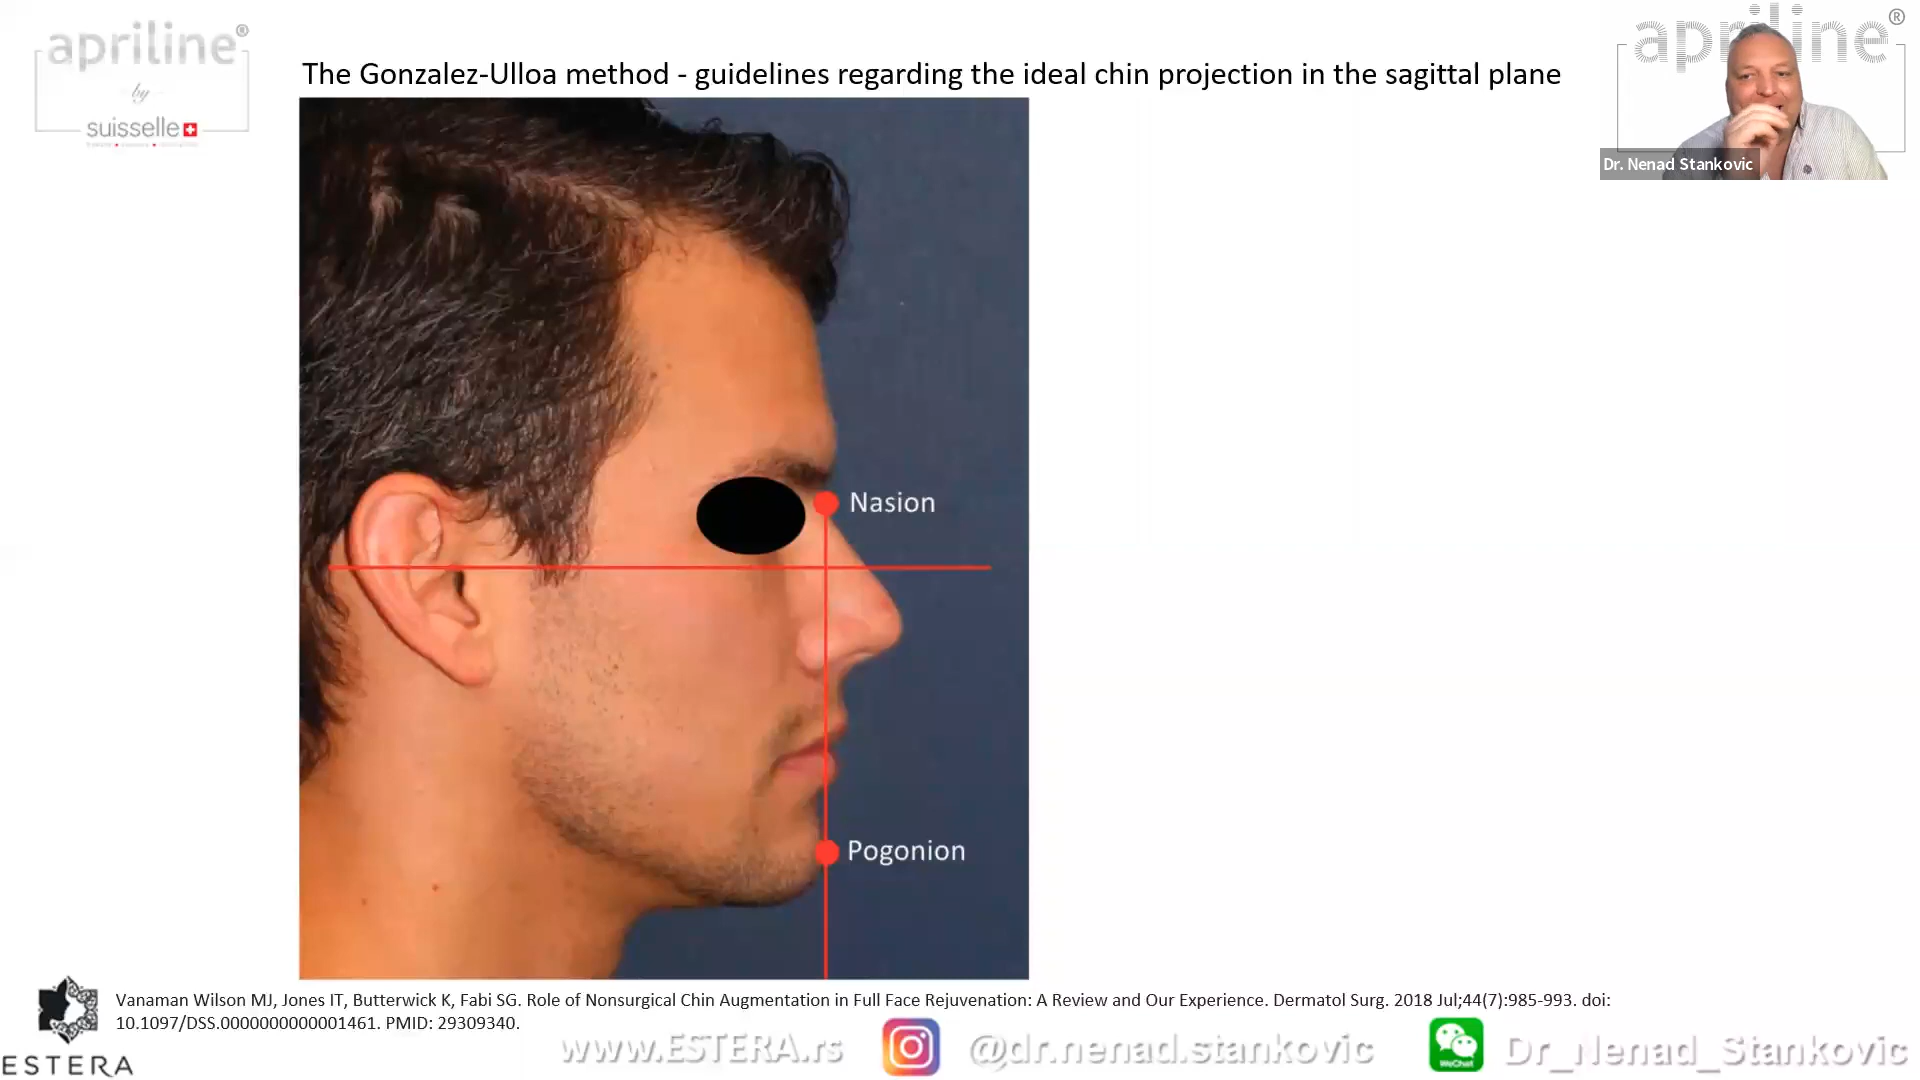 apriline®
by
suisselle
The Gonzalez-Ulloa method - guidelines regarding the ideal chin projection in the sagittal plane
apriline®
Dr. Nenad Stankovic
Nasion
Pogonion
Vanaman Wilson MJ, Jones IT, Butterwick K, Fabi SG. Role of Nonsurgical Chin Augmentation in Full Face Rejuvenation: A Review and Our Experience. Dermatol Surg. 2018 Jul;44(7):985-993. doi:
10.1097/DSS.0000000000001461. PMID: 29309340.
ESTERA
www.ESTERA.rs
@dr.nenad.stankovic
WeChat
Dr_Nenad_Stankovic